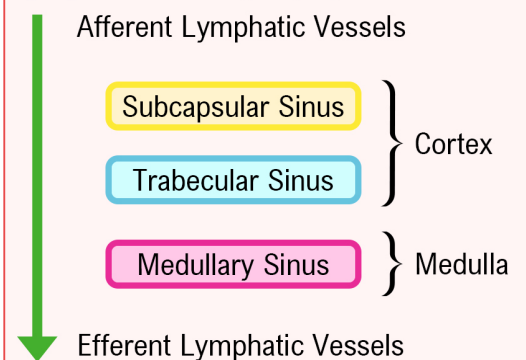 Afferent Lymphatic Vessels
Subcapsular Sinus
Trabecular Sinus
Cortex
Medullary Sinus
Medulla
Efferent Lymphatic Vessels